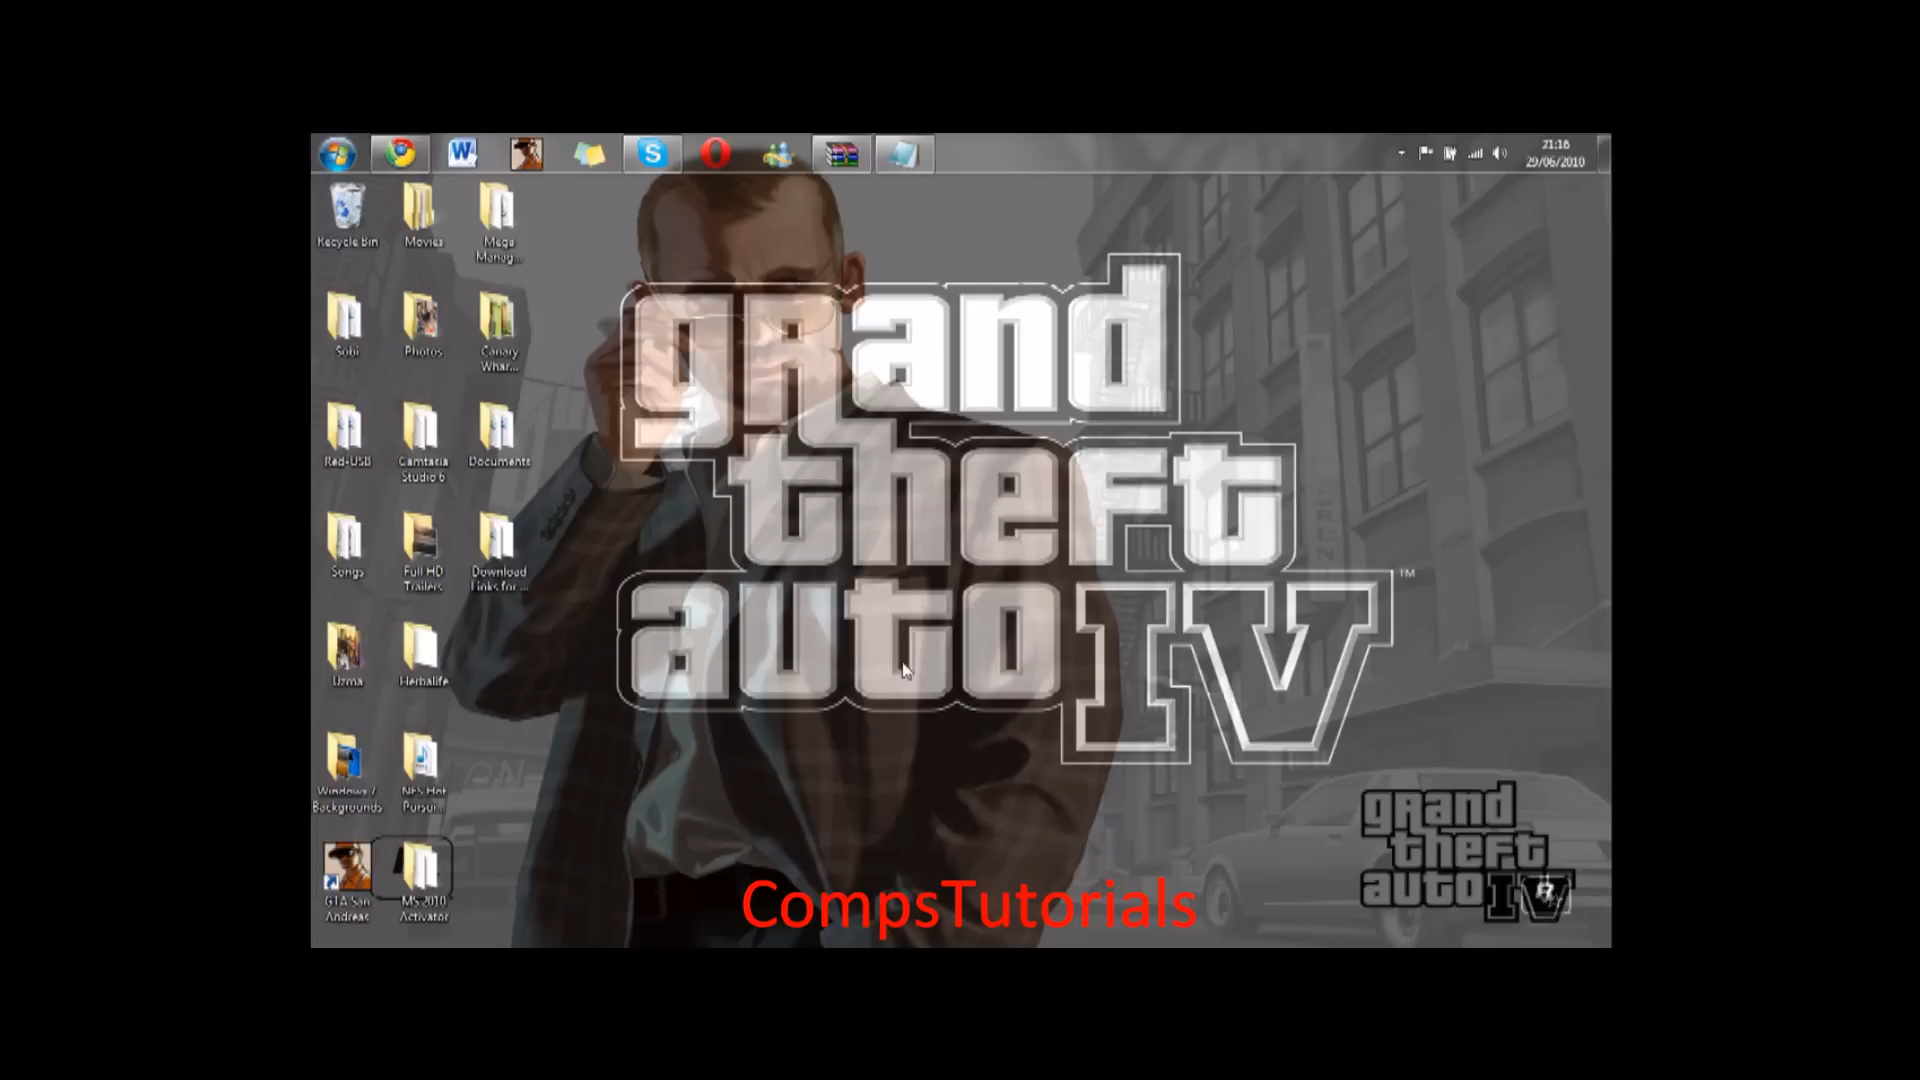 21:16
29/06/2010
Recycle Bin
Movies
Mega
Manag...
Sobi
Photos
Canary
Whar...
Red-USB
Camtasia
Studio 6
Documents
Songs
Full HD
Trailers
Download
Links for ...
Uzma
Herbalife
Windows 7
Backgrounds
NFS Hot
Pursui...
GTA San
Andreas
MS 2010
Activator
grand
theft
auto IV
TM
grand
theft
auto IV
CompsTutorials